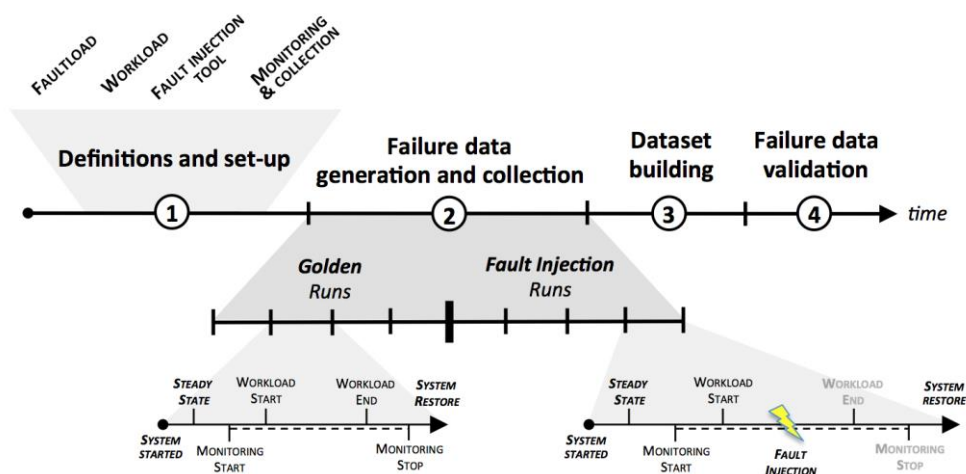 FAULTLOAD
WORKLOAD
FAULT INJECTION
TOOL
MONITORING
& COLLECTION
Definitions and set-up
Failure data
generation and collection
Dataset
building
Failure data
validation
1
2
3
4
time
Golden
Runs
Fault Injection
Runs
STEADY
STATE
WORKLOAD
START
WORKLOAD
END
SYSTEM
RESTORE
SYSTEM
STARTED
MONITORING
START
MONITORING
STOP
STEADY
STATE
WORKLOAD
START
WORKLOAD
END
SYSTEM
RESTORE
SYSTEM
STARTED
MONITORING
START
FAULT
INJECTION
MONITORING
STOP